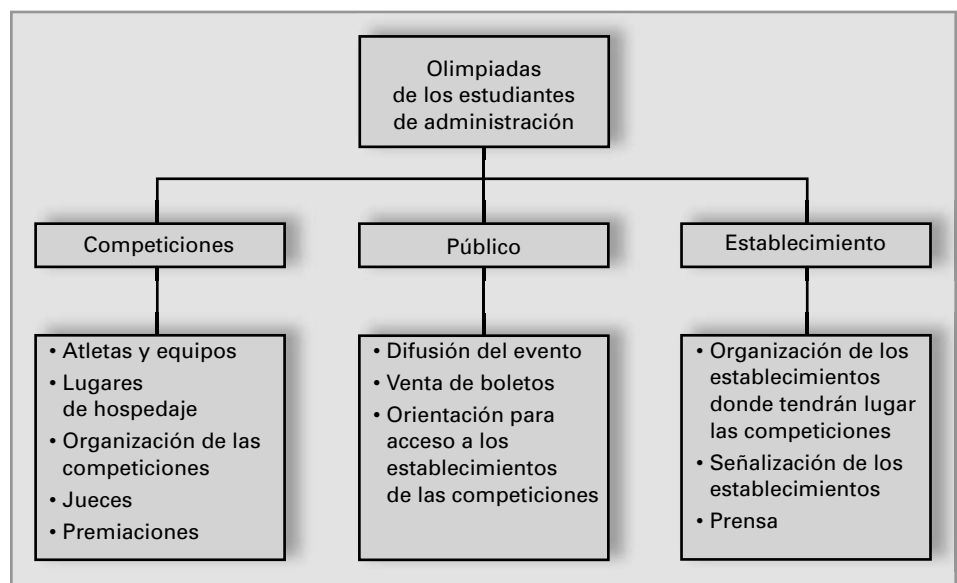 Olimpiadas
de los estudiantes
de administración
Competiciones
Público
Establecimiento
• Atletas y equipos
• Lugares
de hospedaje
• Organización de las
competiciones
• Jueces
• Premiaciones
• Difusión del evento
• Venta de boletos
• Orientación para
acceso a los
establecimientos
de las competiciones
• Organización de los
establecimientos
donde tendrán lugar
las competiciones
• Señalización de los
establecimientos
• Prensa